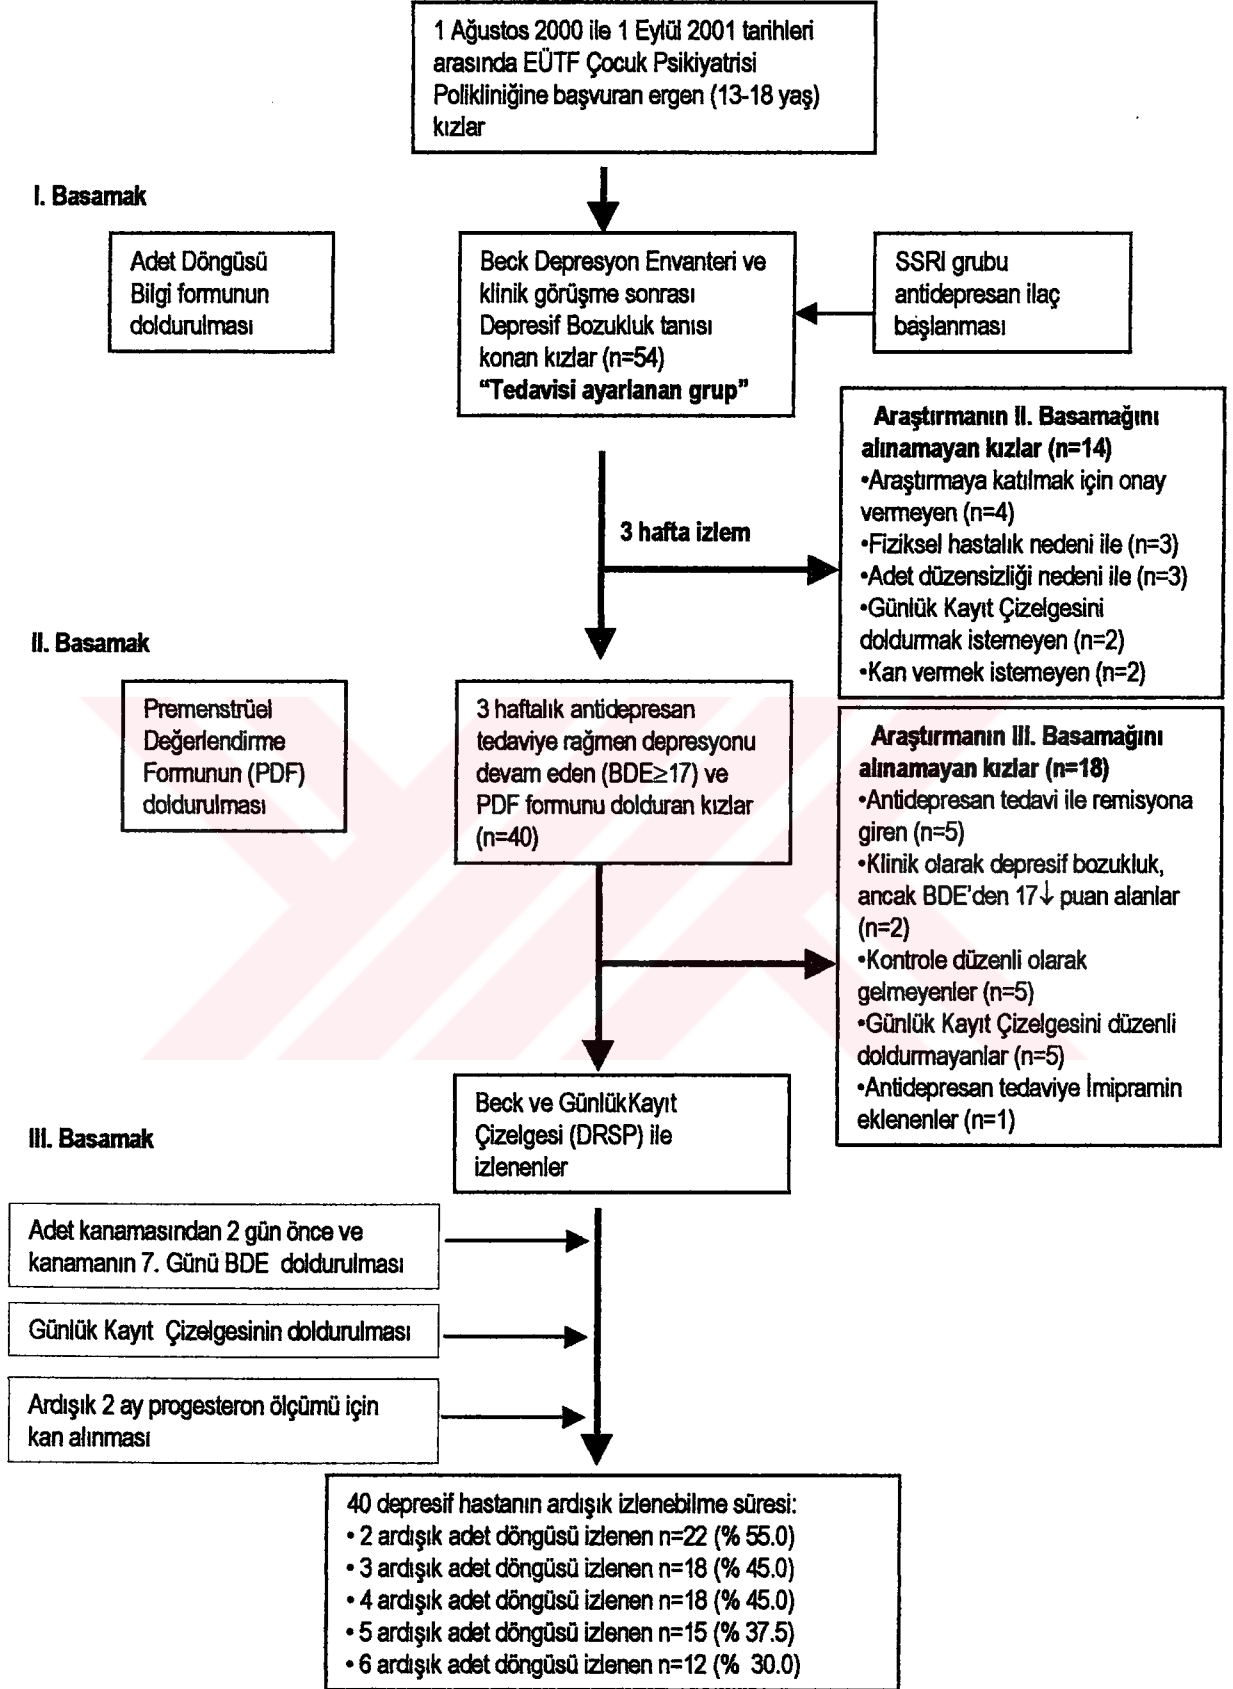 1 Ağustos 2000 ile 1 Eylül 2001 tarihleri
arasında EÜTF Çocuk Psikiyatrisi
Polikliniğine başvuran ergen (13-18 yaş)
kızlar
I. Basamak
Adet Döngüsü
Bilgi formunun
doldurulması
Beck Depresyon Envanteri ve
klinik görüşme sonrası
Depresif Bozukluk tanısı
konan kızlar (n=54)
“Tedavisi ayarlanan grup”
SSRI grubu
antidepresan ilaç
başlanması
3 hafta izlem
Araştırmanın II. Basamağını
alınamayan kızlar (n=14)
•Araştırmaya katılmak için onay
vermeyen (n=4)
•Fiziksel hastalık nedeni ile (n=3)
•Adet düzensizliği nedeni ile (n=3)
•Günlük Kayıt Çizelgesini
doldurmak istemeyen (n=2)
•Kan vermek istemeyen (n=2)
II. Basamak
Premenstrüel
Değerlendirme
Formunun (PDF)
doldurulması
3 haftalık antidepresan
tedaviye rağmen depresyonu
devam eden (BDE≥17) ve
PDF formunu dolduran kızlar
(n=40)
Araştırmanın III. Basamağını
alınamayan kızlar (n=18)
•Antidepresan tedavi ile remisyona
giren (n=5)
•Klinik olarak depresif bozukluk,
ancak BDE'den 17↓ puan alanlar
(n=2)
•Kontrole düzenli olarak
gelmeyenler (n=5)
•Günlük Kayıt Çizelgesini düzenli
doldurmayanlar (n=5)
•Antidepresan tedaviye İmipramin
eklenenler (n=1)
III. Basamak
Beck ve GünlükKayıt
Çizelgesi (DRSP) ile
izlenenler
Adet kanamasından 2 gün önce ve
kanamanın 7. Günü BDE doldurulması
Günlük Kayıt Çizelgesinin doldurulması
Ardışık 2 ay progesteron ölçümü için
kan alınması
40 depresif hastanın ardışık izlenebilme süresi:
• 2 ardışık adet döngüsü izlenen n=22 (% 55.0)
• 3 ardışık adet döngüsü izlenen n=18 (% 45.0)
• 4 ardışık adet döngüsü izlenen n=18 (% 45.0)
• 5 ardışık adet döngüsü izlenen n=15 (% 37.5)
• 6 ardışık adet döngüsü izlenen n=12 (% 30.0)